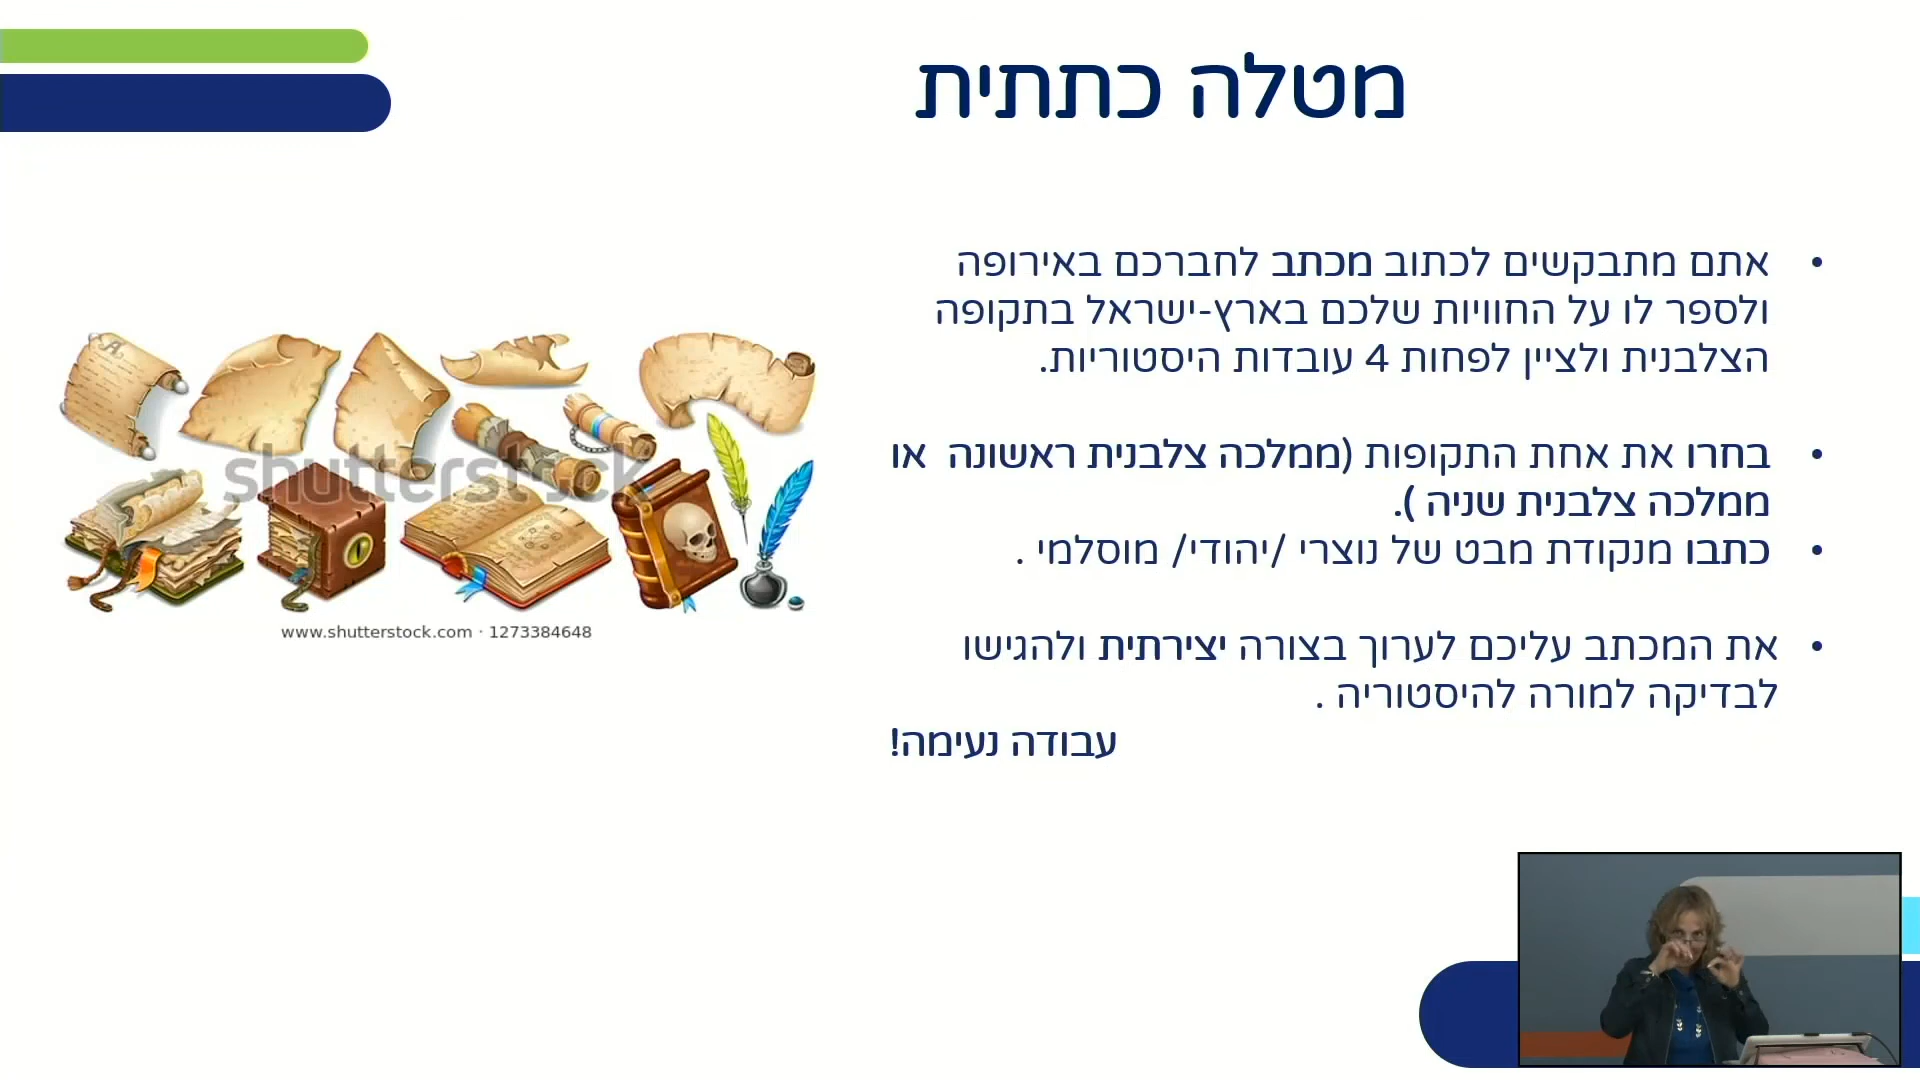 מטלה כתתית
• אתם מתבקשים לכתוב מכתב לחברכם באירופה
ולספר לו על החוויות שלכם בארץ-ישראל בתקופה
הצלבנית ולציין לפחות 4 עובדות היסטוריות.
• בחרו את אחת התקופות (ממלכה צלבנית ראשונה או
ממלכה צלבנית שניה ).
• כתבו מנקודת מבט של נוצרי /יהודי/ מוסלמי .
• את המכתב עליכם לערוך בצורה יצירתית ולהגישו
לבדיקה למורה להיסטוריה .
עבודה נעימה!
shutterstock
www.shutterstock.com · 1273384648